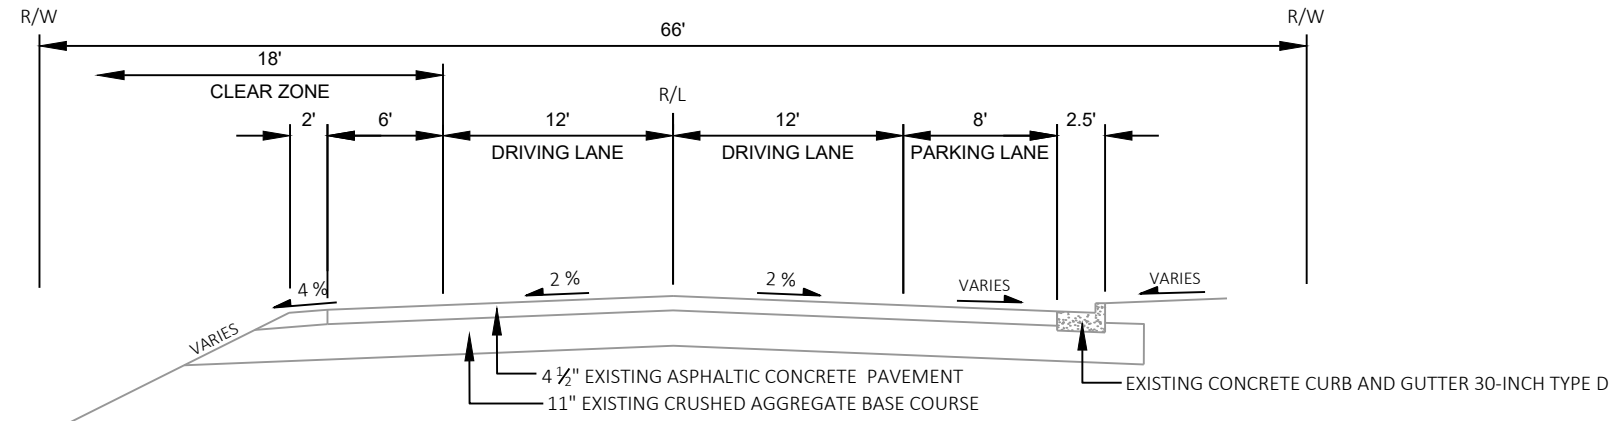 R/W R/W
66'
18'
CLEAR ZONE
R/L
2' 6' 12' 12' 8' 2.5'
DRIVING LANE DRIVING LANE PARKING LANE
4 % 2 % 2 % VARIES VARIES
VARIES
4 ½" EXISTING ASPHALTIC CONCRETE PAVEMENT
EXISTING CONCRETE CURB AND GUTTER 30-INCH TYPE D
11" EXISTING CRUSHED AGGREGATE BASE COURSE